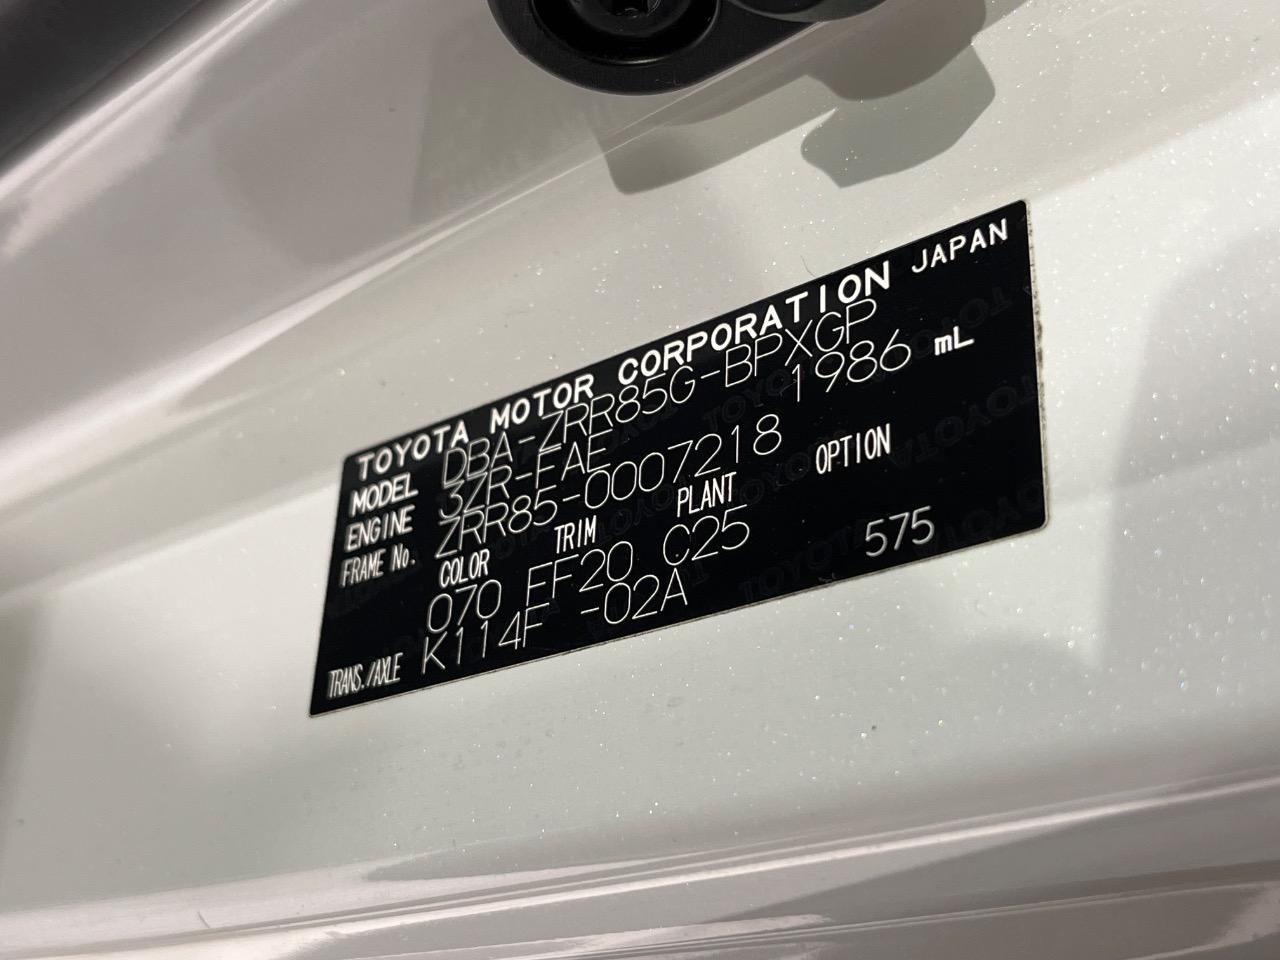 TOYOTA MOTOR CORPORATION JAPAN
MODEL DBA-ZRR85G-BPXGP
ENGINE 3ZR-FAE 1986 mL
FRAME No. ZRR85-0007218
COLOR TRIM PLANT OPTION
070 FF20 C25 575
TRANS./AXLE K114F -02A